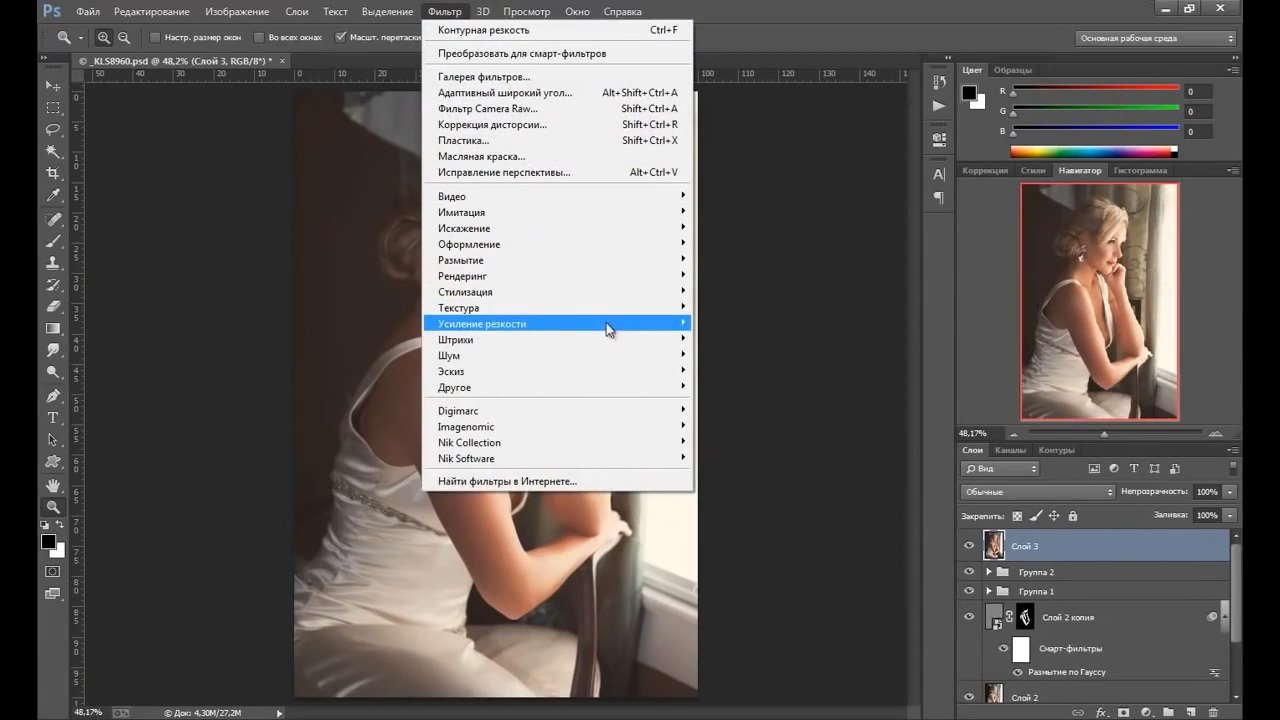 Ps Файл Редактирование Изображение Слои Текст Выделение Фильтр 3D Просмотр Окно Справка
Настр. размер окон Во всех окнах Масшт. перетаски Основная рабочая среда
© _KLS8960.psd @ 48,2% (Слой 3, RGB/8*) *
50 40 30 20 10 0 10 20 100 110 120 130 140
Контурная резкость Ctrl+F
Преобразовать для смарт-фильтров
Галерея фильтров...
Адаптивный широкий угол... Alt+Shift+Ctrl+A
Фильтр Camera Raw... Shift+Ctrl+A
Коррекция дисторсии... Shift+Ctrl+R
Пластика... Shift+Ctrl+X
Масляная краска...
Исправление перспективы... Alt+Ctrl+V
Видео
Имитация
Искажение
Оформление
Размытие
Рендеринг
Стилизация
Текстура
Усиление резкости
Штрихи
Шум
Эскиз
Другое
Digimarc
Imagenomic
Nik Collection
Nik Software
Найти фильтры в Интернете...
Цвет Образцы
R 0
G 0
B 0
Коррекция Стили Навигатор Гистограмма
48,17%
Слои Каналы Контуры
Вид
Обычные Непрозрачность: 100%
Закрепить: Заливка: 100%
Слой 3
Группа 2
Группа 1
Слой 2 копия
Смарт-фильтры
Размытие по Гауссу
Слой 2
48,17% © Док: 4,30M/27,2M